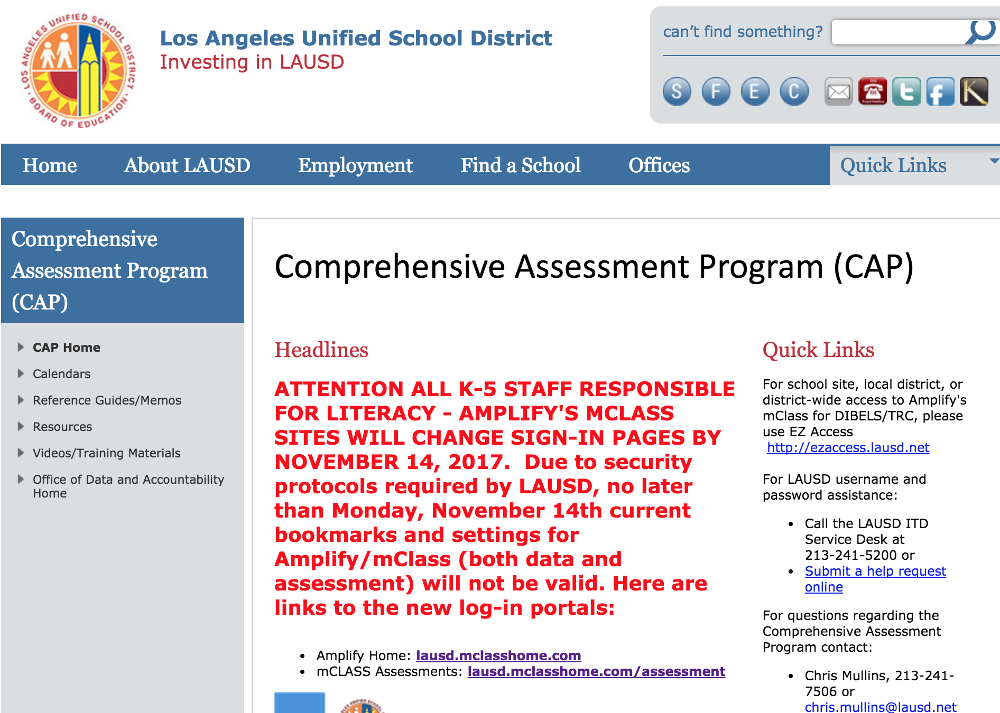 LOS ANGELES UNIFIED SCHOOL DISTRICT · BOARD OF EDUCATION ·
Los Angeles Unified School District
Investing in LAUSD
can’t find something?
S F E C t f K
Home About LAUSD Employment Find a School Offices Quick Links
Comprehensive
Assessment Program
(CAP)
CAP Home
Calendars
Reference Guides/Memos
Resources
Videos/Training Materials
Office of Data and Accountability
Home
Comprehensive Assessment Program (CAP)
Headlines
ATTENTION ALL K-5 STAFF RESPONSIBLE
FOR LITERACY - AMPLIFY'S MCLASS
SITES WILL CHANGE SIGN-IN PAGES BY
NOVEMBER 14, 2017.  Due to security
protocols required by LAUSD, no later
than Monday, November 14th current
bookmarks and settings for
Amplify/mClass (both data and
assessment) will not be valid. Here are
links to the new log-in portals:
• Amplify Home: lausd.mclasshome.com
• mCLASS Assessments: lausd.mclasshome.com/assessment
Quick Links
For school site, local district, or
district-wide access to Amplify's
mClass for DIBELS/TRC, please
use EZ Access
http://ezaccess.lausd.net
For LAUSD username and
password assistance:
• Call the LAUSD ITD
Service Desk at
213-241-5200 or
• Submit a help request
online
For questions regarding the
Comprehensive Assessment
Program contact:
• Chris Mullins, 213-241-
7506 or
chris.mullins@lausd.net